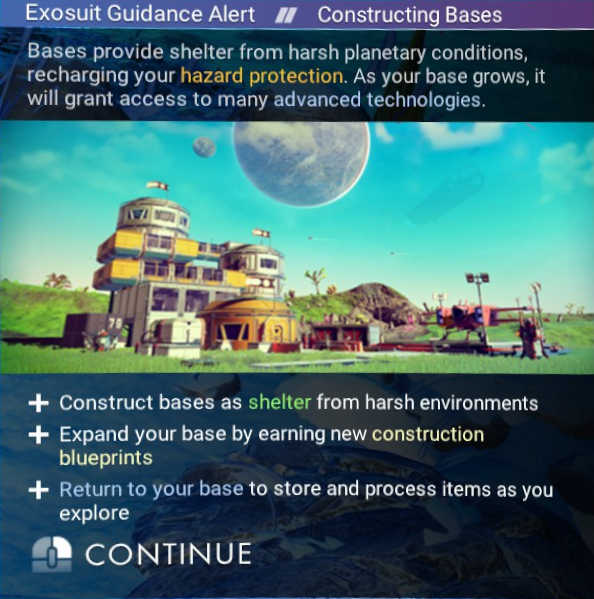 Exosuit Guidance Alert // Constructing Bases
Bases provide shelter from harsh planetary conditions,
recharging your hazard protection. As your base grows, it
will grant access to many advanced technologies.
79
Construct bases as shelter from harsh environments
Expand your base by earning new construction
blueprints
Return to your base to store and process items as you
explore
CONTINUE